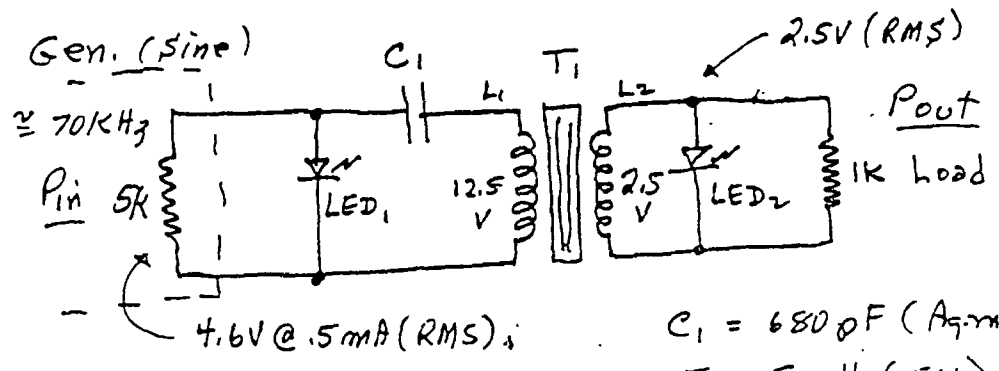 Gen. (Sine)
≈ 70KHz
Pin 5K
LED1
C1
L1
T1
L2
12.5
V
2.5
V
LED2
2.5V (RMS)
Pout
1K Load
4.6V @ .5mA (RMS).
C1 = 680pF (Ag.m